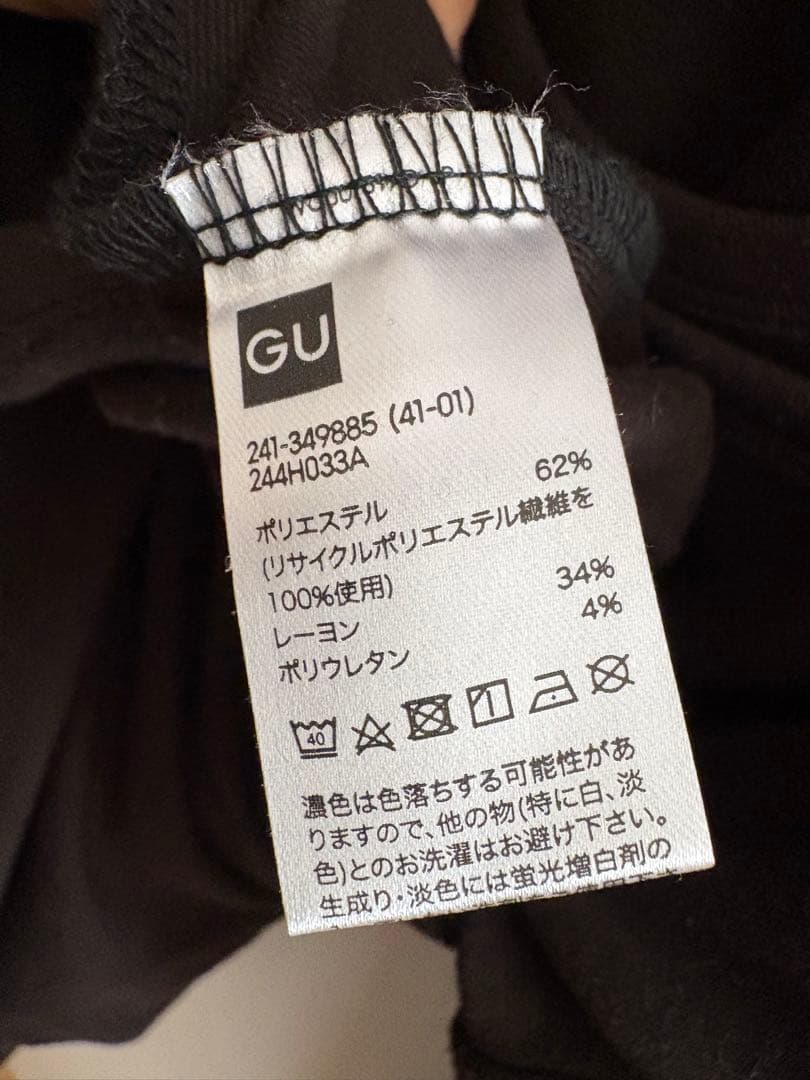 GU
241-349885 (41-01)
244H033A
ポリエステル 62%
(リサイクルポリエステル繊維を
100%使用)
レーヨン 34%
ポリウレタン 4%
40
濃色は色落ちする可能性があ
りますので、他の物(特に白、淡
色)とのお洗濯はお避け下さい。
生成り・淡色には蛍光増白剤の